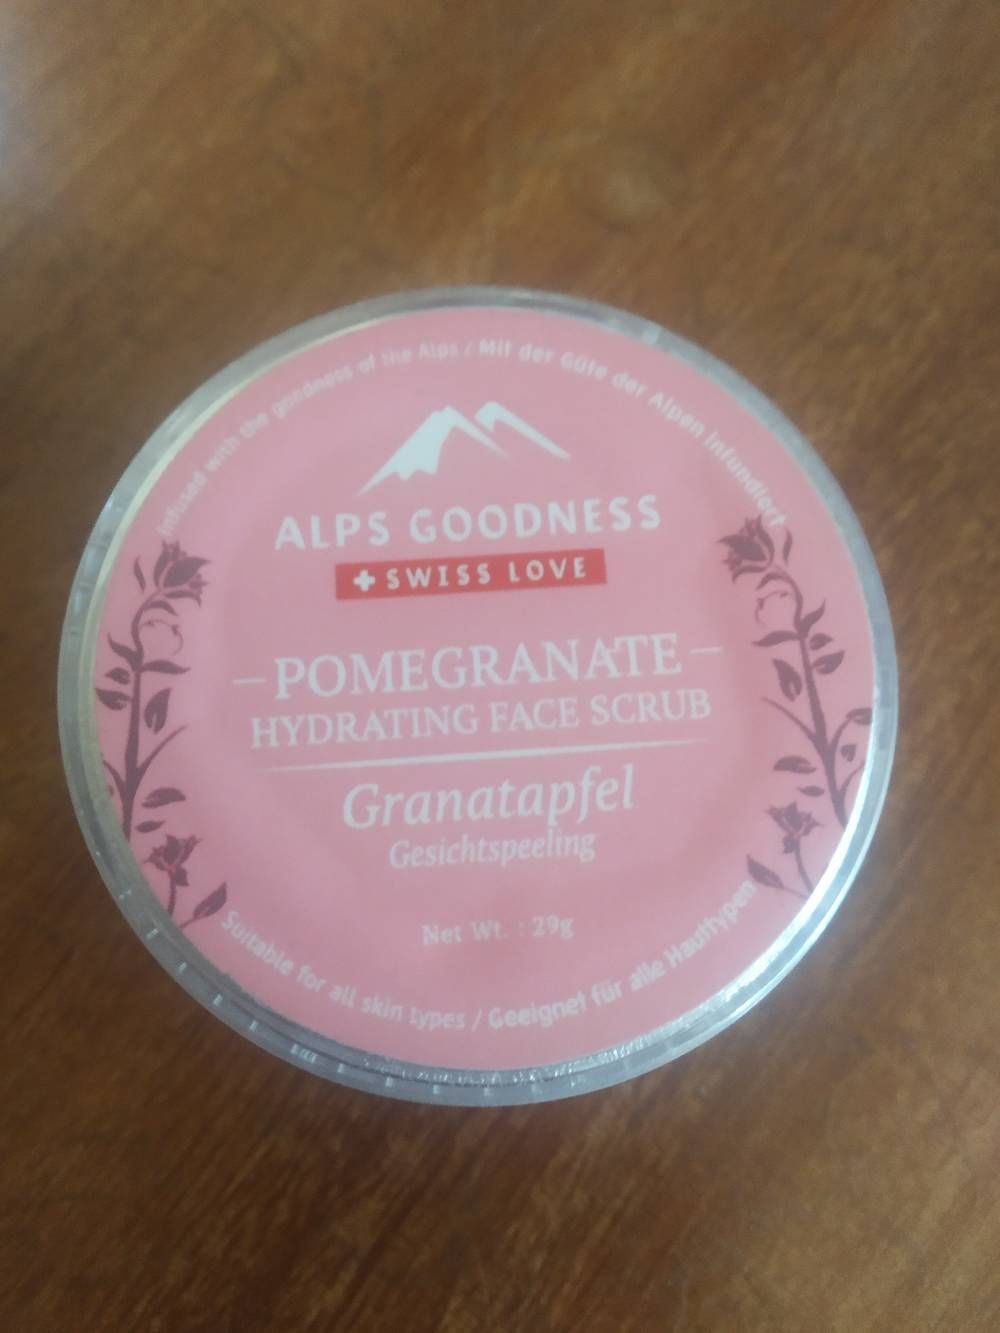 Infused with the goodness of the Alps / Mit der Güte der Alpen infundiert
ALPS GOODNESS
SWISS LOVE
POMEGRANATE
HYDRATING FACE SCRUB
Granatapfel
Gesichtspeeling
Net Wt. : 29g
Suitable for all skin types / Geeignet für alle Hauttypen